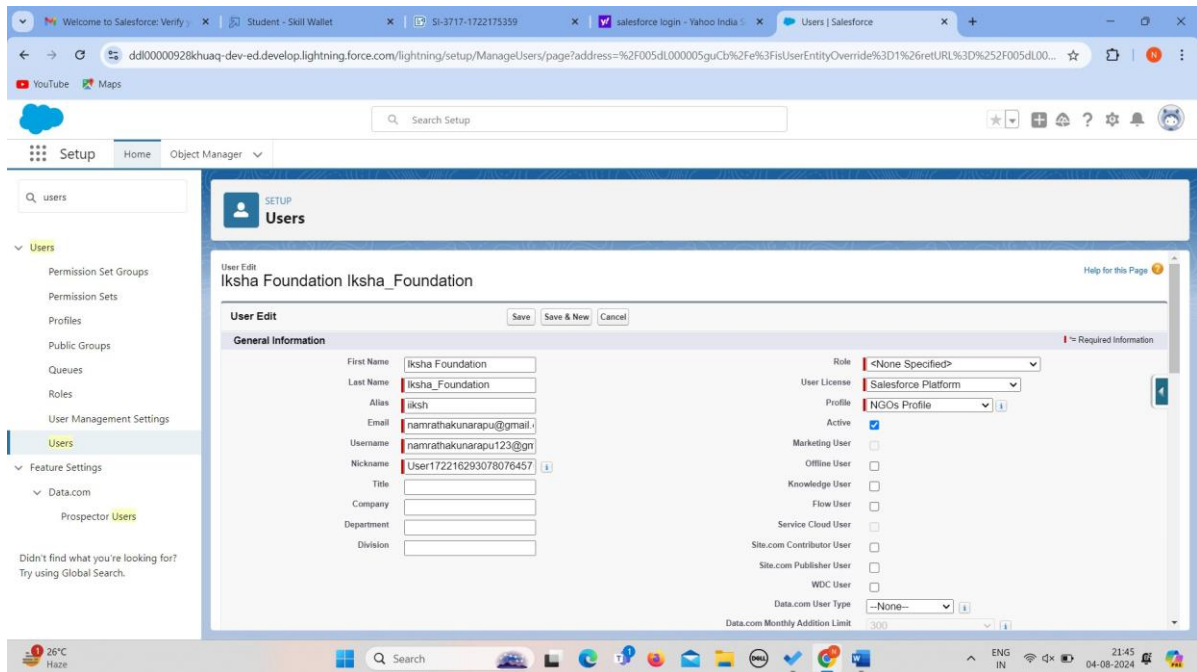 Welcome to Salesforce: Verify y
Student - Skill Wallet
SI-3717-1722175359
salesforce login - Yahoo India S
Users | Salesforce
ddl00000928khuaq-dev-ed.develop.lightning.force.com/lightning/setup/ManageUsers/page?address=%2F005dL000005guCb%2Fe%3FisUserEntityOverride%3D1%26retURL%3D%252F005dL00...
N
YouTube
Maps
Search Setup
Setup
Home
Object Manager
users
SETUP
Users
Users
Permission Set Groups
Permission Sets
Profiles
Public Groups
Queues
Roles
User Management Settings
Users
Feature Settings
Data.com
Prospector Users
Didn't find what you're looking for?
Try using Global Search.
User Edit
Iksha Foundation Iksha_Foundation
Help for this Page
User Edit
Save
Save & New
Cancel
General Information
= Required Information
First Name Iksha Foundation
Last Name Iksha_Foundation
Alias iiksh
Email namrathakunarapu@gmail.
Username namrathakunarapu123@gm
Nickname User172216293078076457
Title
Company
Department
Division
Role <None Specified>
User License Salesforce Platform
Profile NGOs Profile
Active
Marketing User
Offline User
Knowledge User
Flow User
Service Cloud User
Site.com Contributor User
Site.com Publisher User
WDC User
Data.com User Type --None--
Data.com Monthly Addition Limit 300
1
26°C
Haze
Search
DELL
ENG
IN
21:45
04-08-2024